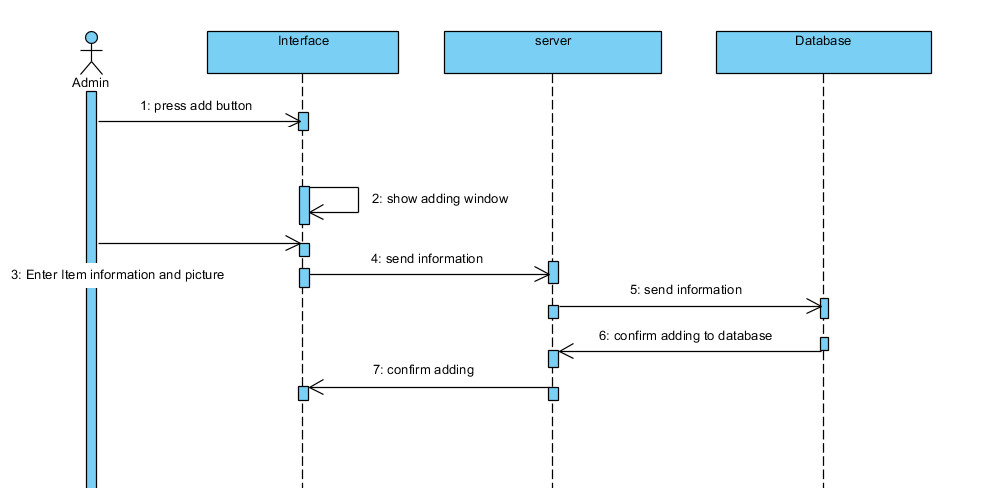 Interface
server
Database
Admin
1: press add button
2: show adding window
3: Enter Item information and picture
4: send information
5: send information
6: confirm adding to database
7: confirm adding